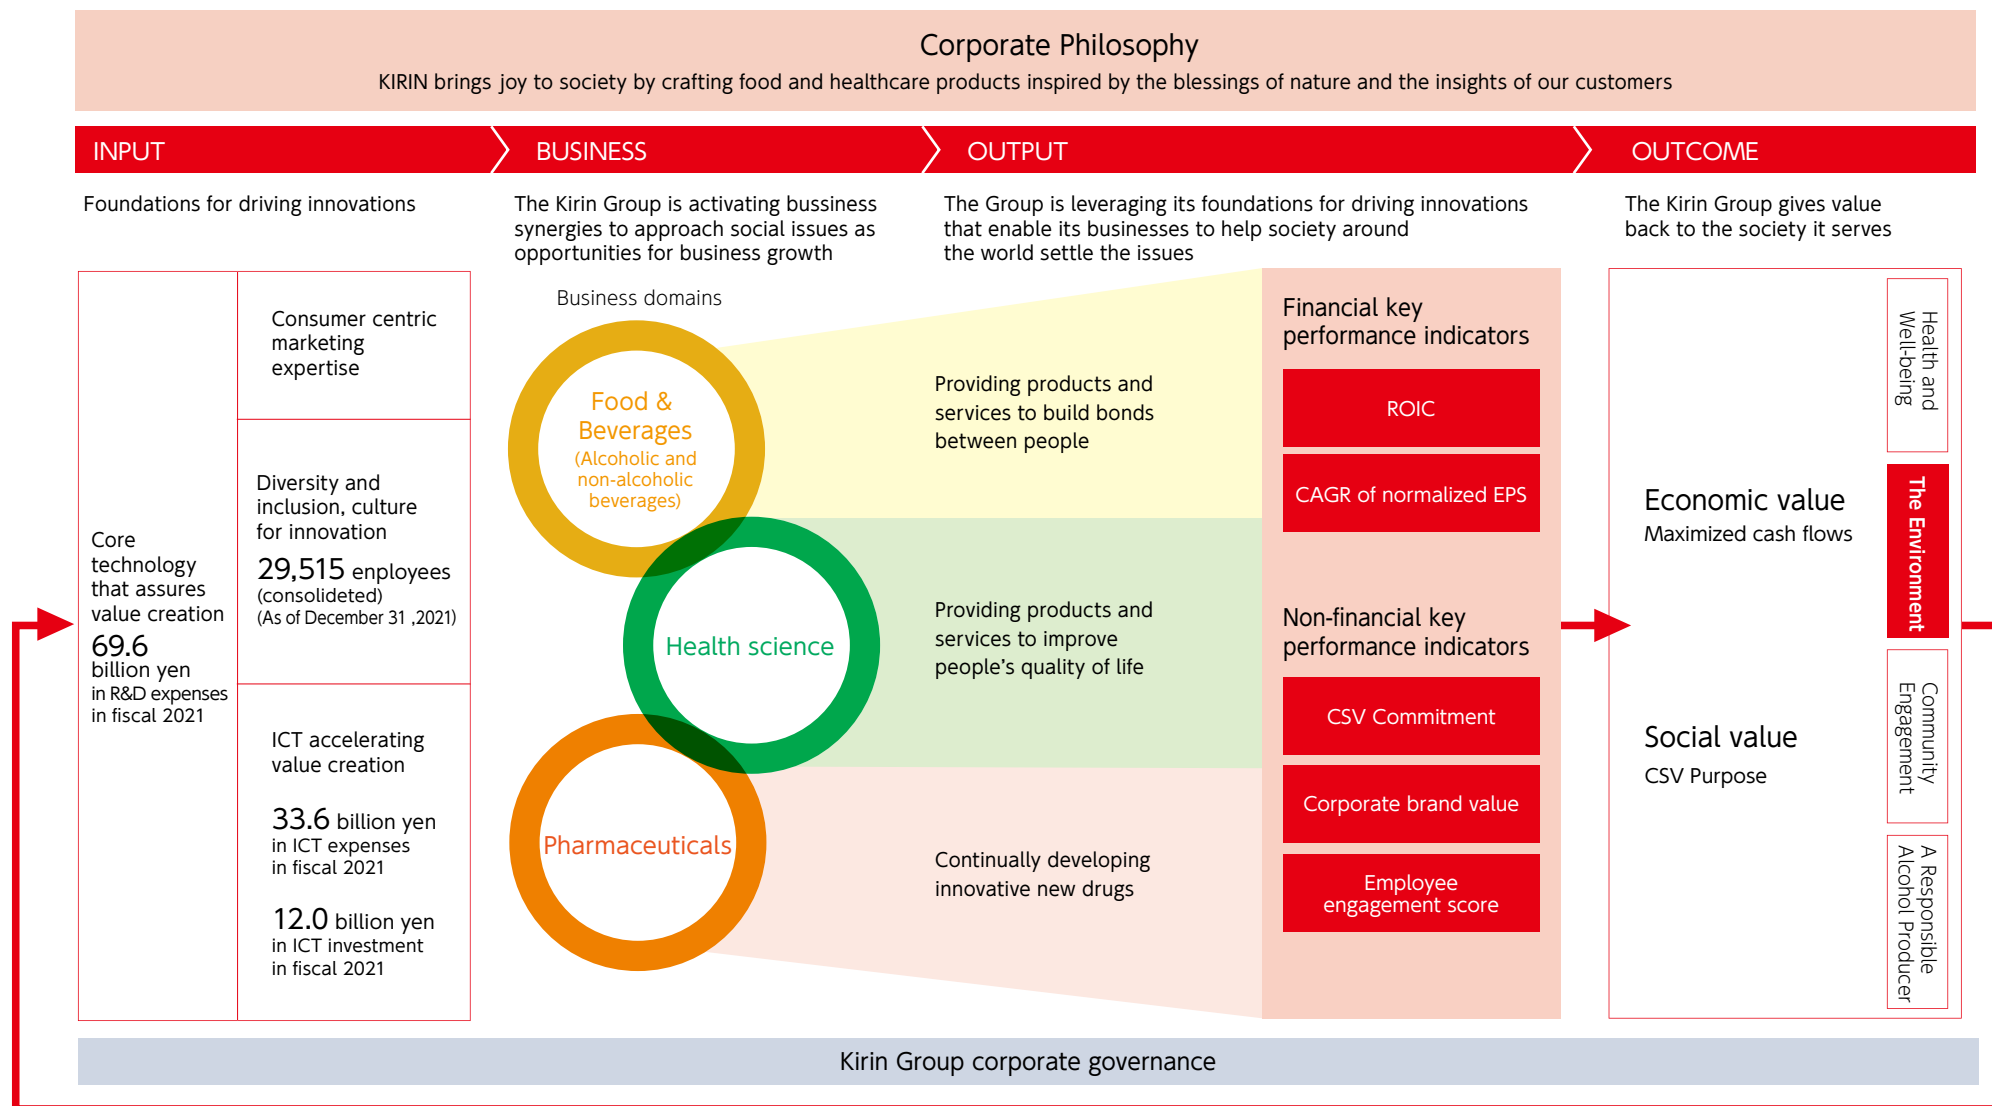 Corporate Philosophy
KIRIN brings joy to society by crafting food and healthcare products inspired by the blessings of nature and the insights of our customers
INPUT
BUSINESS
OUTPUT
OUTCOME
Foundations for driving innovations
The Kirin Group is activating bussiness
synergies to approach social issues as
opportunities for business growth
The Group is leveraging its foundations for driving innovations
that enable its businesses to help society around
the world settle the issues
The Kirin Group gives value
back to the society it serves
Core
technology
that assures
value creation
69.6
billion yen
in R&D expenses
in fiscal 2021
Consumer centric
marketing
expertise
Diversity and
inclusion, culture
for innovation
29,515 enployees
(consolideted)
(As of December 31 ,2021)
ICT accelerating
value creation
33.6 billion yen
in ICT expenses
in fiscal 2021
12.0 billion yen
in ICT investment
in fiscal 2021
Business domains
Food &
Beverages
(Alcoholic and
non-alcoholic
beverages)
Health science
Pharmaceuticals
Providing products and
services to build bonds
between people
Providing products and
services to improve
people's quality of life
Continually developing
innovative new drugs
Financial key
performance indicators
ROIC
CAGR of normalized EPS
Non-financial key
performance indicators
CSV Commitment
Corporate brand value
Employee
engagement score
Economic value
Maximized cash flows
Social value
CSV Purpose
Health and
Well-being
The Environment
Community
Engagement
A Responsible
Alcohol Producer
Kirin Group corporate governance